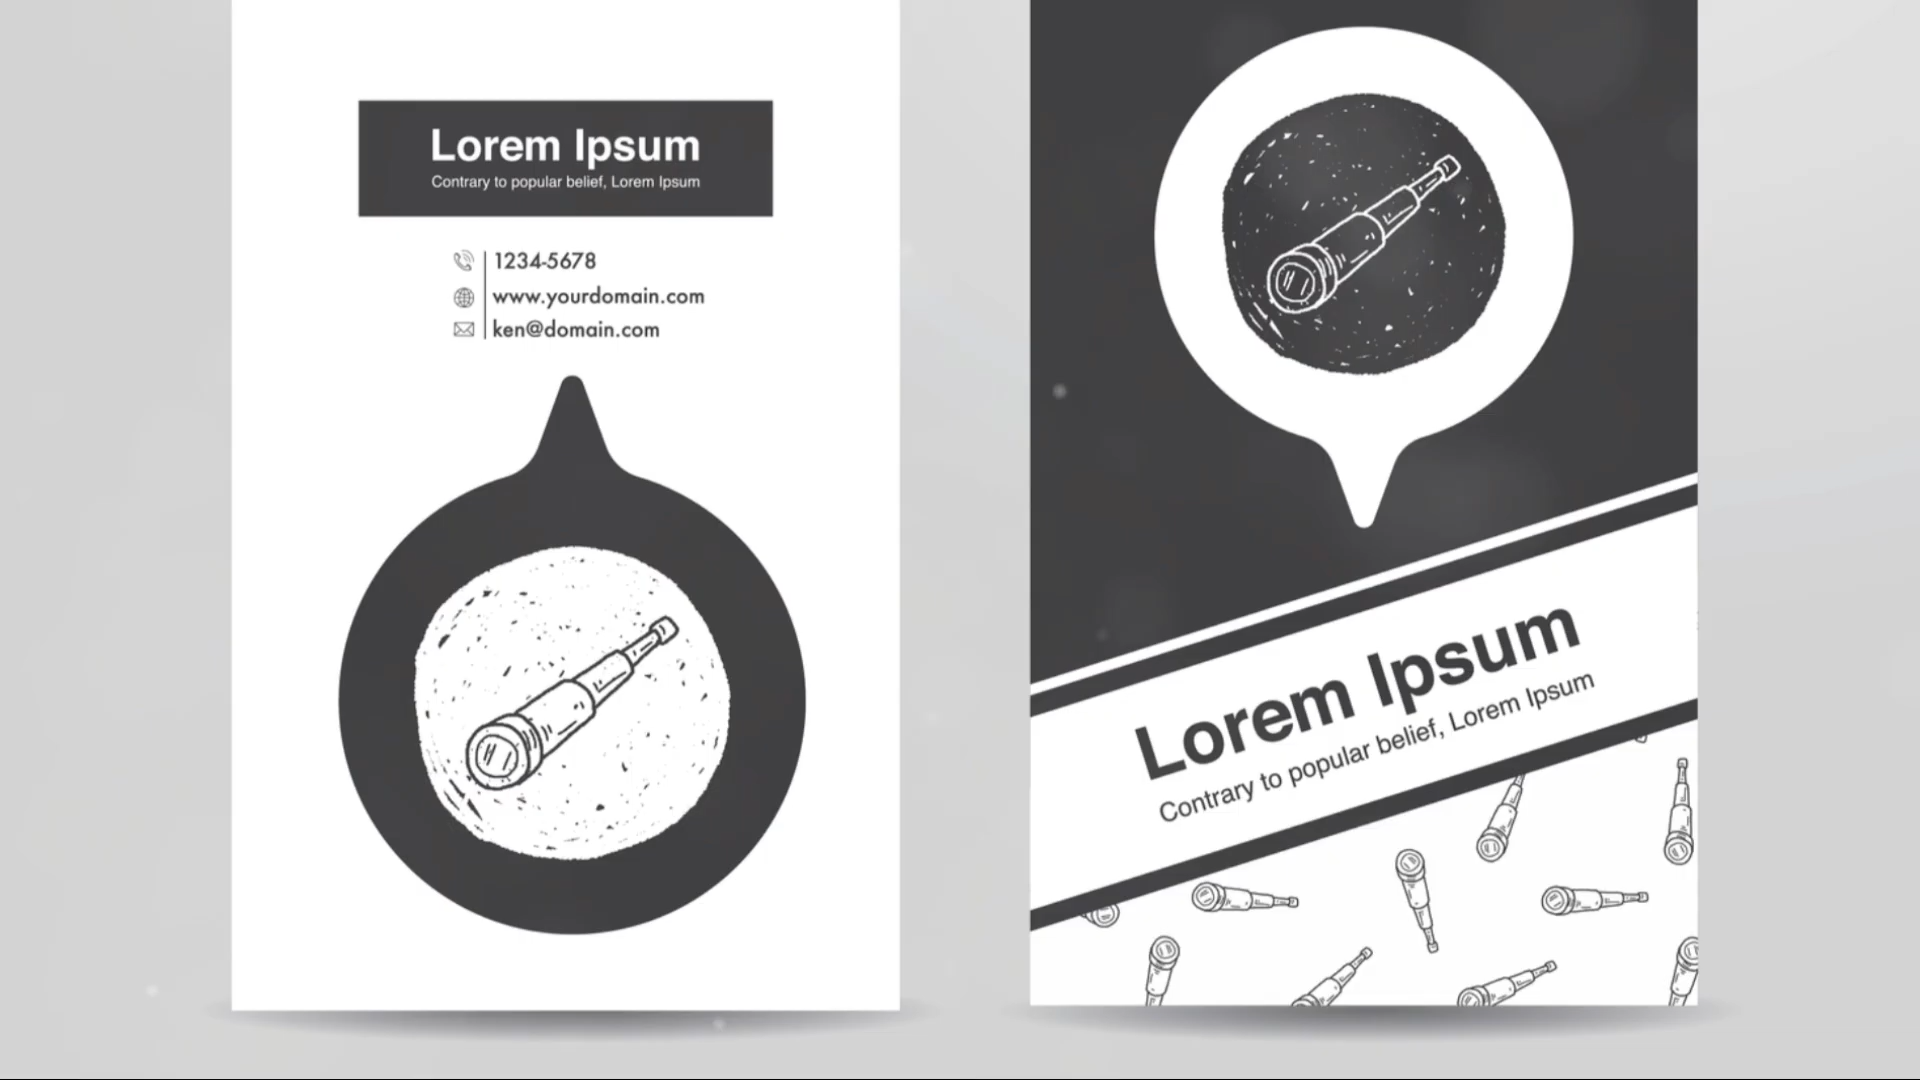 Lorem Ipsum
Contrary to popular belief, Lorem Ipsum
1234-5678
www.yourdomain.com
ken@domain.com
Lorem Ipsum
Contrary to popular belief, Lorem Ipsum